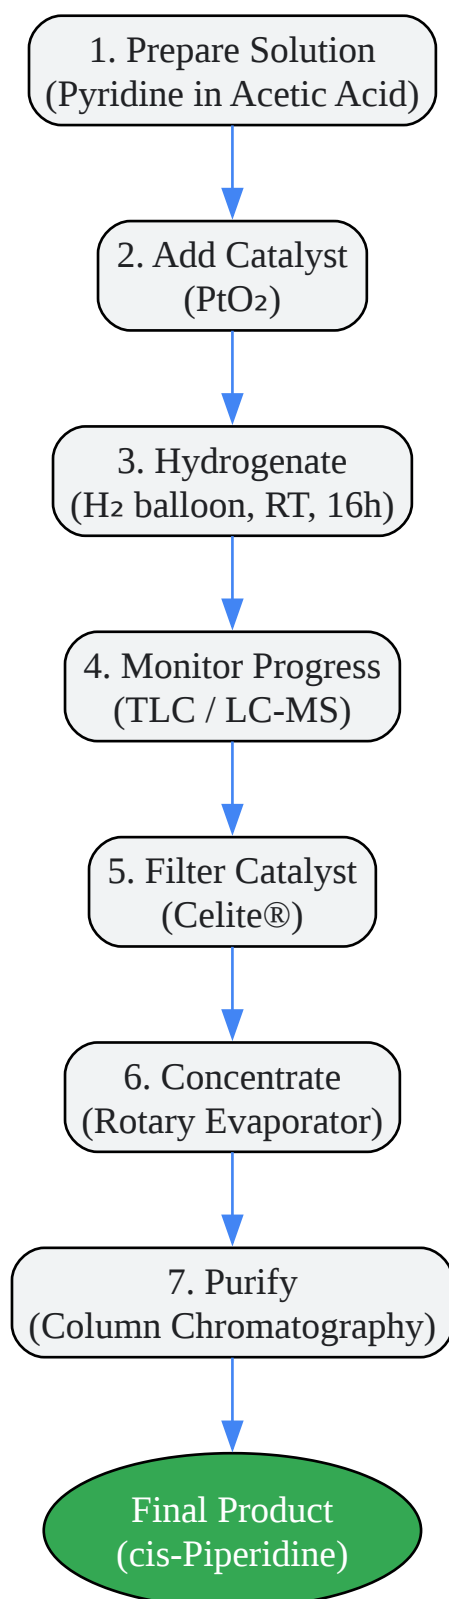 1. Prepare Solution
(Pyridine in Acetic Acid)
2. Add Catalyst
(PtO₂)
3. Hydrogenate
(H₂ balloon, RT, 16h)
4. Monitor Progress
(TLC / LC-MS)
5. Filter Catalyst
(Celite®)
6. Concentrate
(Rotary Evaporator)
7. Purify
(Column Chromatography)
Final Product
(cis-Piperidine)